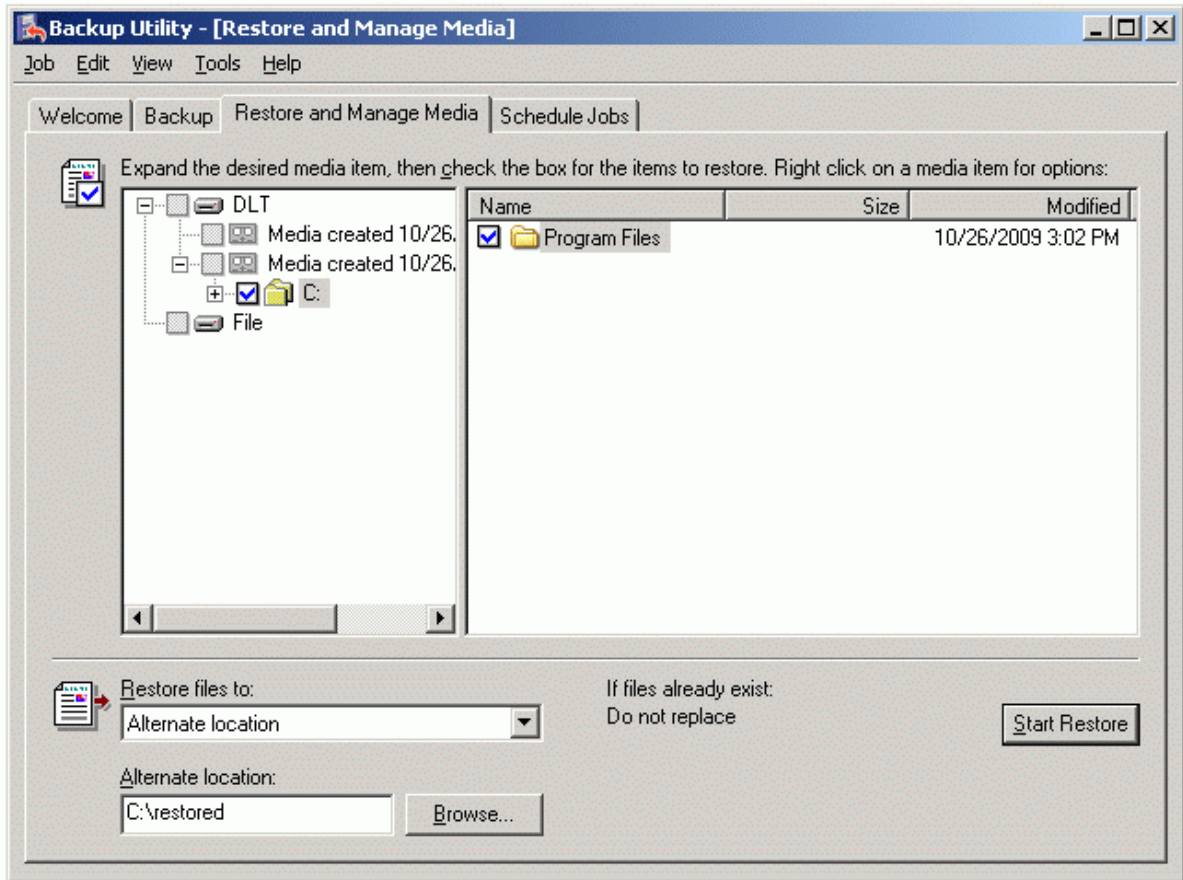 Backup Utility - [Restore and Manage Media]
Job Edit View Tools Help
Welcome Backup Restore and Manage Media Schedule Jobs
Expand the desired media item, then check the box for the items to restore. Right click on a media item for options:
DLT
Media created 10/26.
Media created 10/26.
C:
File
Name Size Modified
Program Files 10/26/2009 3:02 PM
Restore files to:
Alternate location
If files already exist:
Do not replace
Start Restore
Alternate location:
C:\restored
Browse...